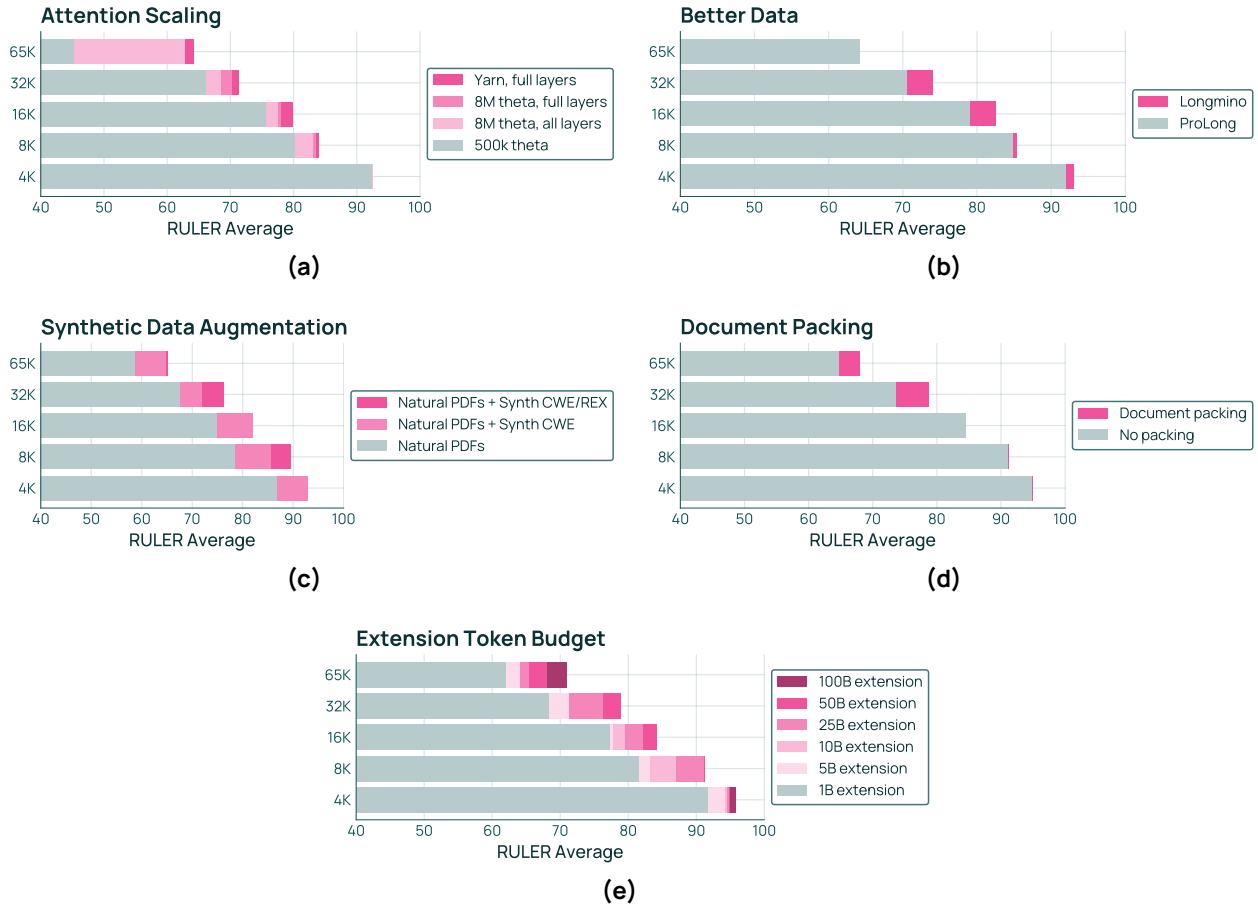 Attention Scaling
65K
32K
16K
8K
4K
40 50 60 70 80 90 100
RULER Average
Yarn, full layers
8M theta, full layers
8M theta, all layers
500k theta
(a)
Better Data
65K
32K
16K
8K
4K
40 50 60 70 80 90 100
RULER Average
Longmino
ProLong
(b)
Synthetic Data Augmentation
65K
32K
16K
8K
4K
40 50 60 70 80 90 100
RULER Average
Natural PDFs + Synth CWE/REX
Natural PDFs + Synth CWE
Natural PDFs
(c)
Document Packing
65K
32K
16K
8K
4K
40 50 60 70 80 90 100
RULER Average
Document packing
No packing
(d)
Extension Token Budget
65K
32K
16K
8K
4K
40 50 60 70 80 90 100
RULER Average
100B extension
50B extension
25B extension
10B extension
5B extension
1B extension
(e)